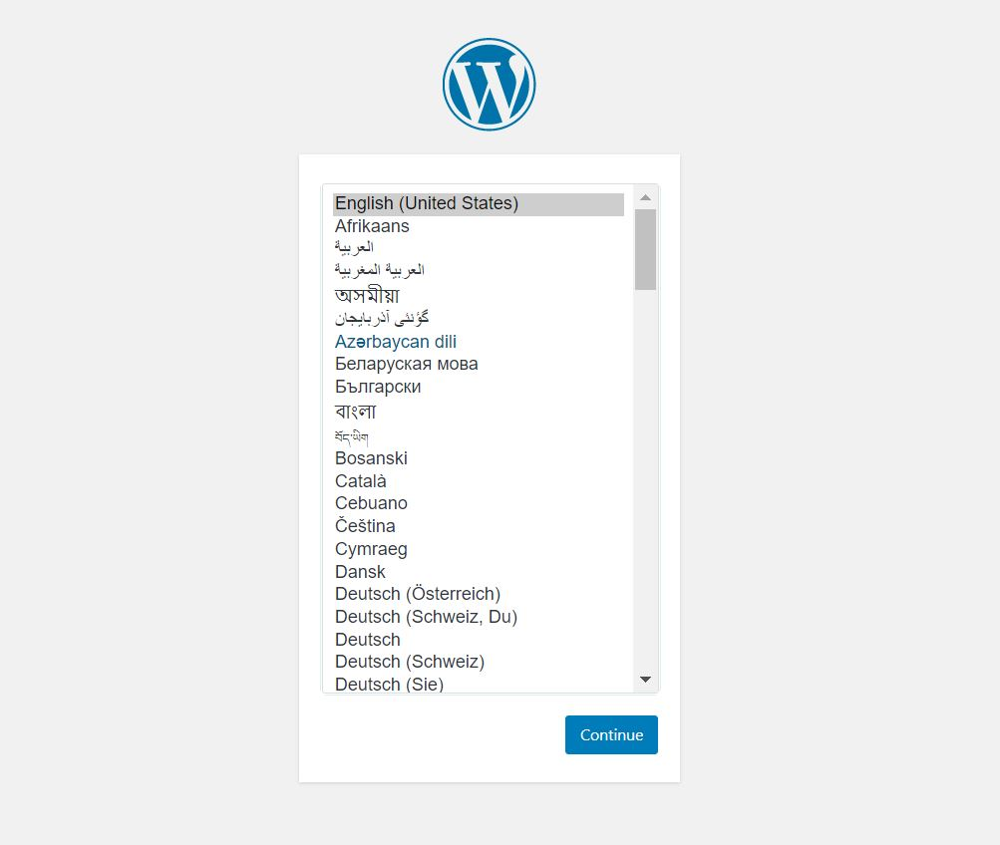 W
English (United States)
Afrikaans
العربية
العربية المغربية
অসমীয়া
گؤنئی آذربایجان
Azərbaycan dili
Беларуская мова
Български
বাংলা
བོད་ཡིག
Bosanski
Català
Cebuano
Čeština
Cymraeg
Dansk
Deutsch (Österreich)
Deutsch (Schweiz, Du)
Deutsch
Deutsch (Schweiz)
Deutsch (Sie)
Continue